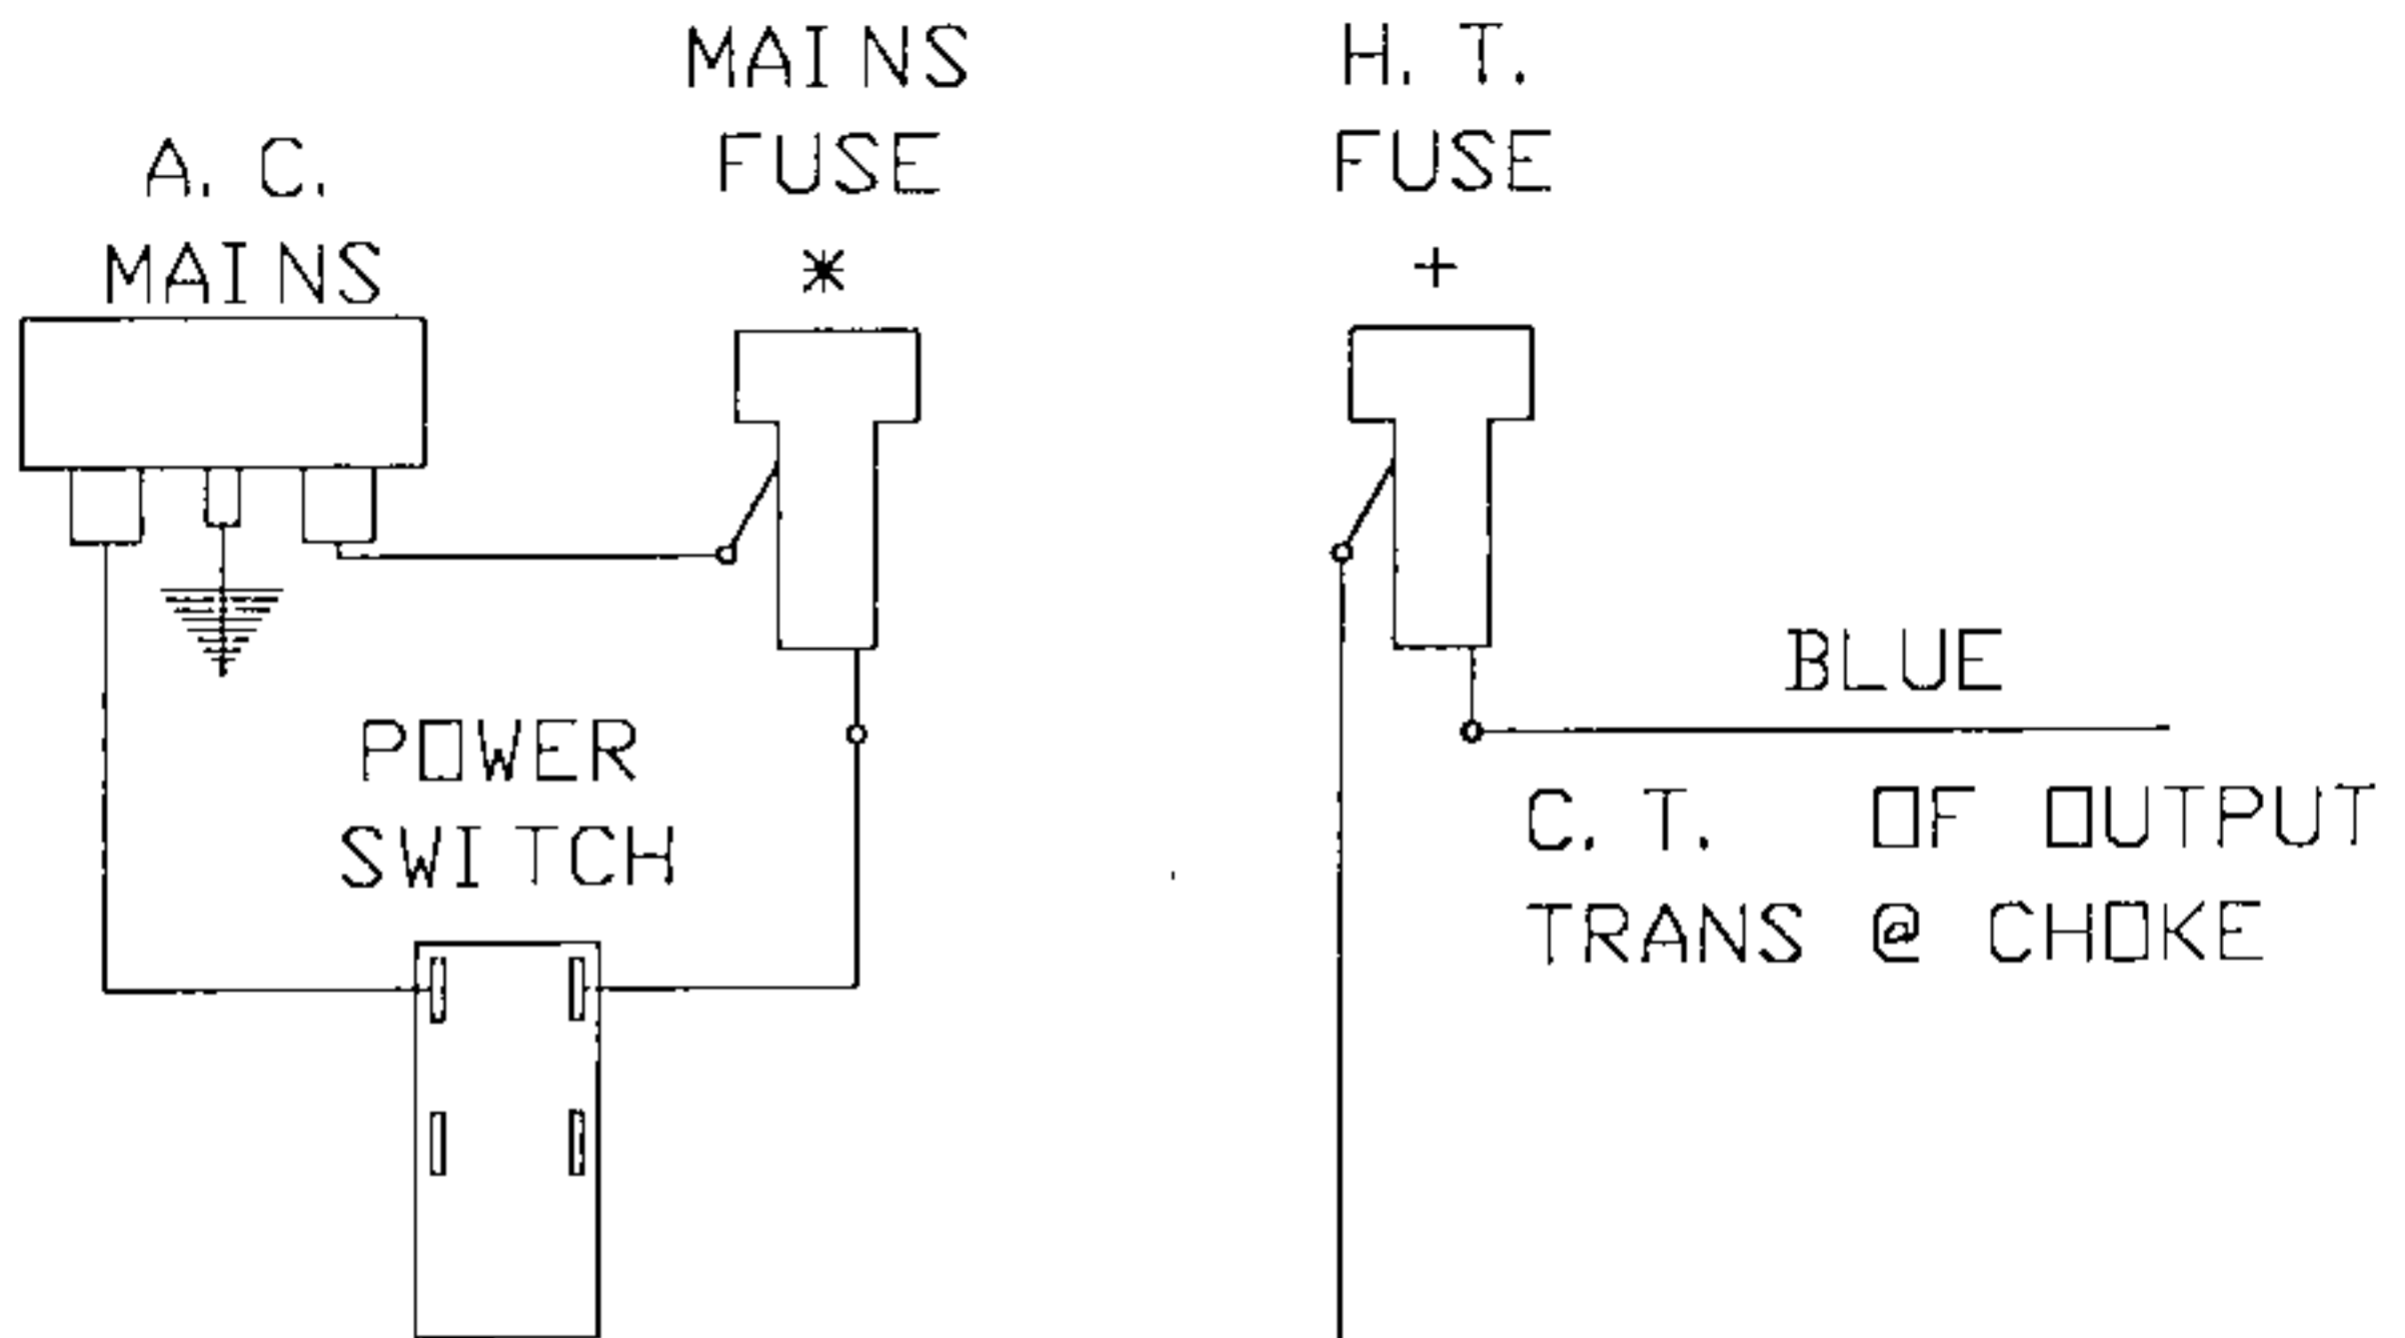 A.C.
MAINS
MAINS
FUSE
*
H.T.
FUSE
+
POWER
SWITCH
BLUE
C.T. OF OUTPUT
TRANS @ CHOKE